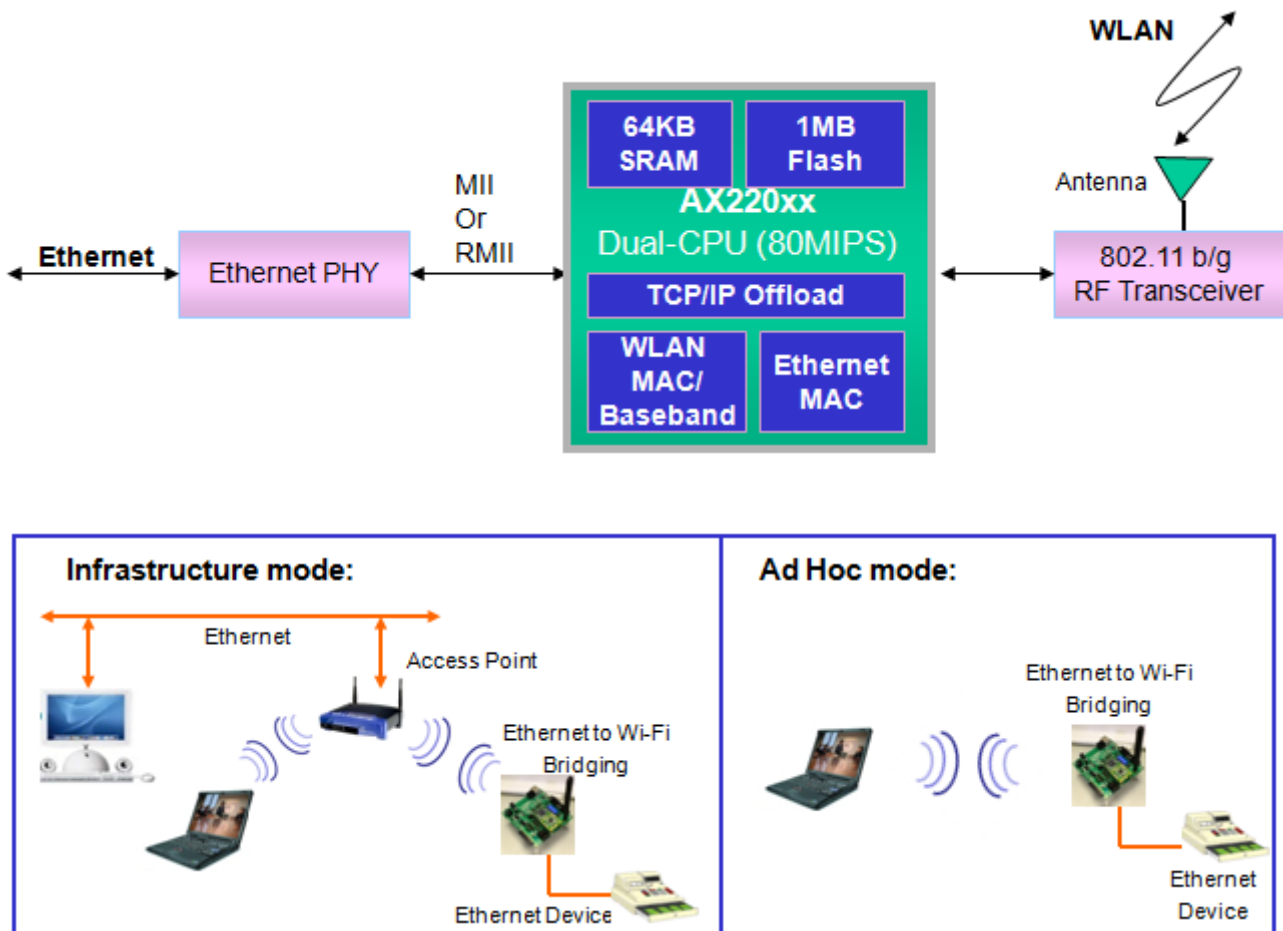 WLAN
64KB
SRAM
1MB
Flash
MII
Or
RMII
AX220xx
Dual-CPU (80MIPS)
Antenna
Ethernet
Ethernet PHY
802.11 b/g
RF Transceiver
TCP/IP Offload
WLAN
MAC/
Baseband
Ethernet
MAC
Infrastructure mode:
Ethernet
Access Point
Ethernet to Wi-Fi
Bridging
Ethernet Device
Ad Hoc mode:
Ethernet to Wi-Fi
Bridging
Ethernet
Device